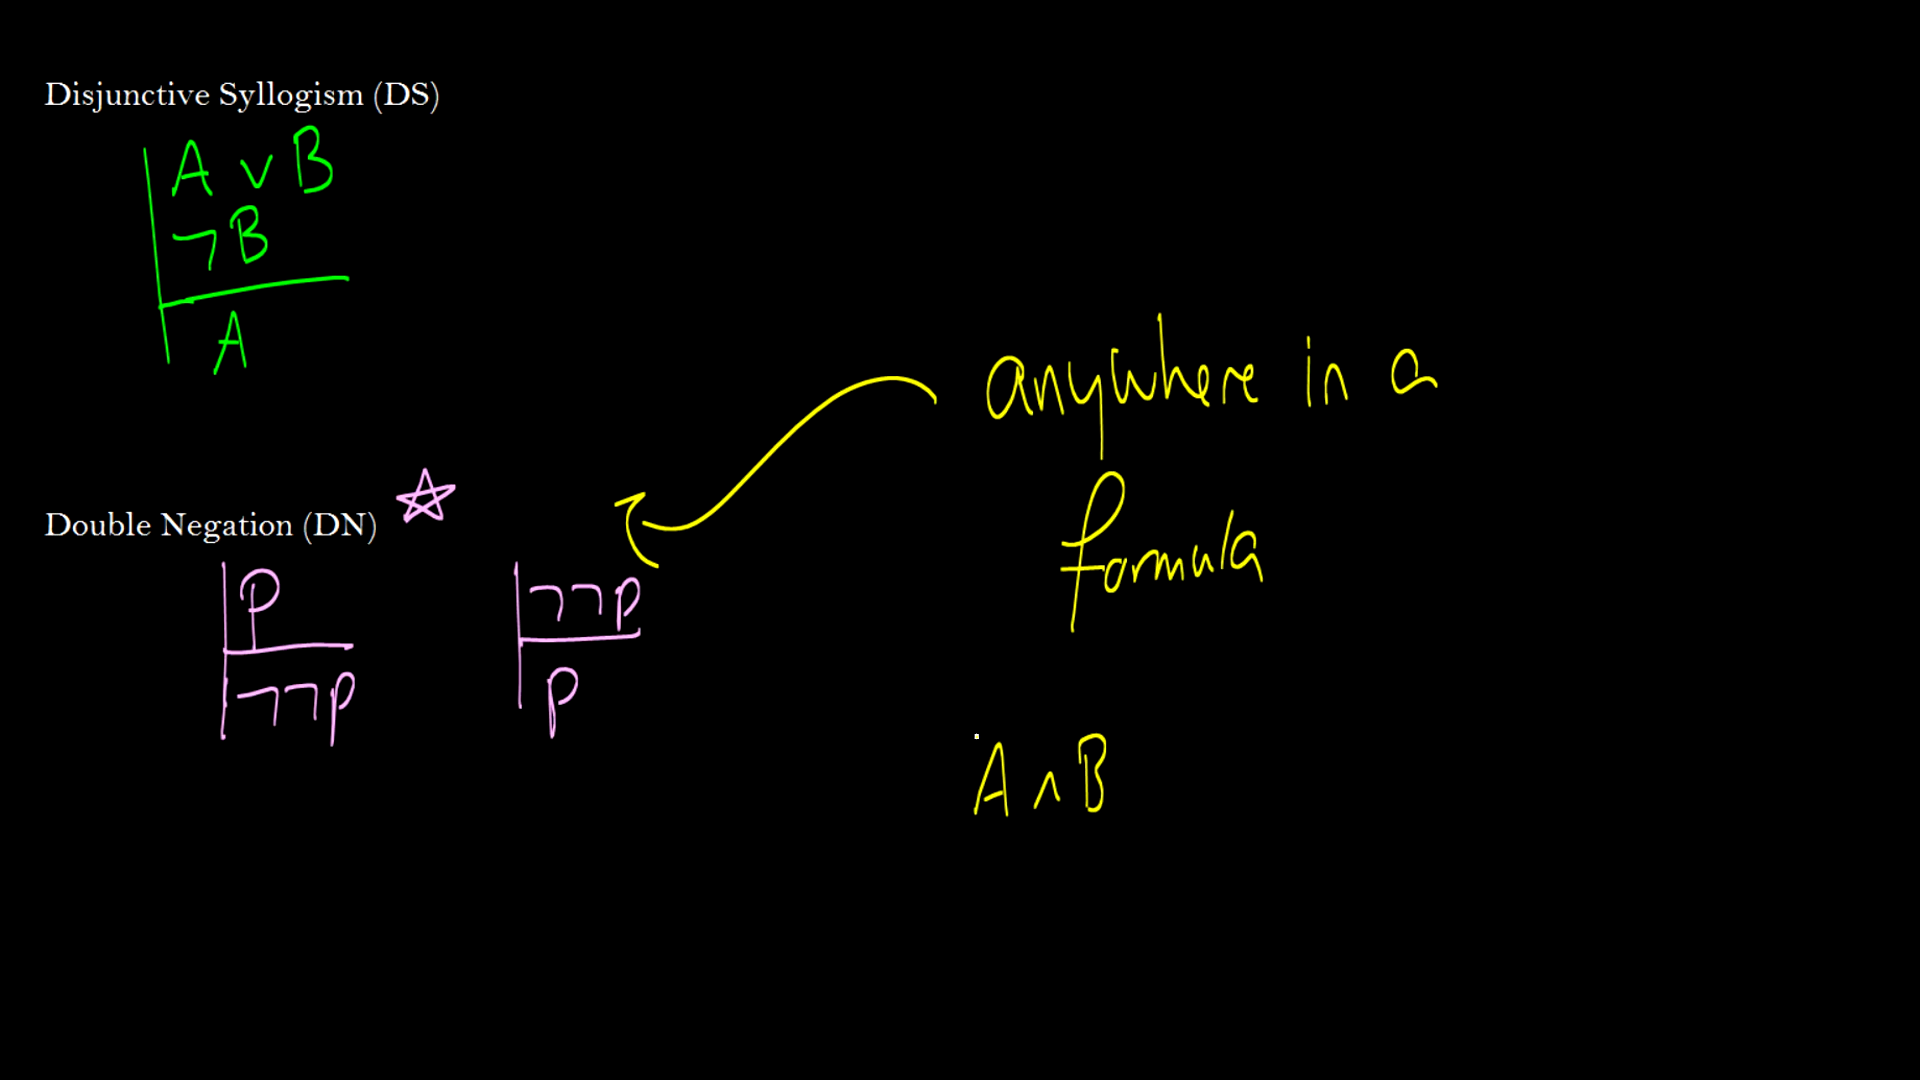 Disjunctive Syllogism (DS)
A ∨ B
¬B
A
anywhere in a
formula
Double Negation (DN)
P
¬¬P
¬¬P
P
A ∧ B